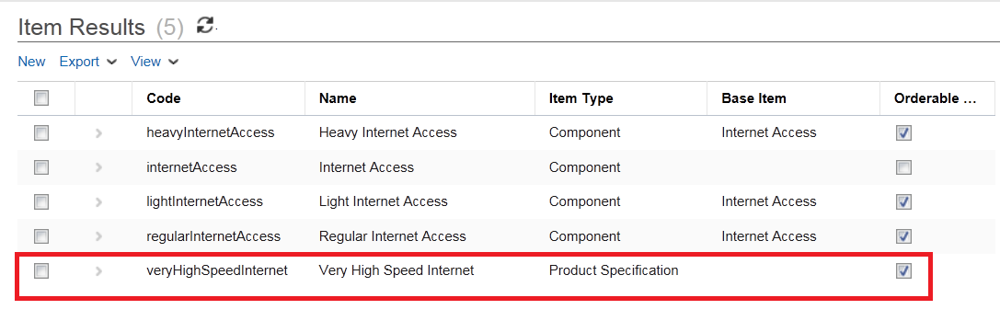 Item Results (5)
New Export View
Code Name Item Type Base Item Orderable ...
heavyInternetAccess Heavy Internet Access Component Internet Access
internetAccess Internet Access Component
lightInternetAccess Light Internet Access Component Internet Access
regularInternetAccess Regular Internet Access Component Internet Access
veryHighSpeedInternet Very High Speed Internet Product Specification